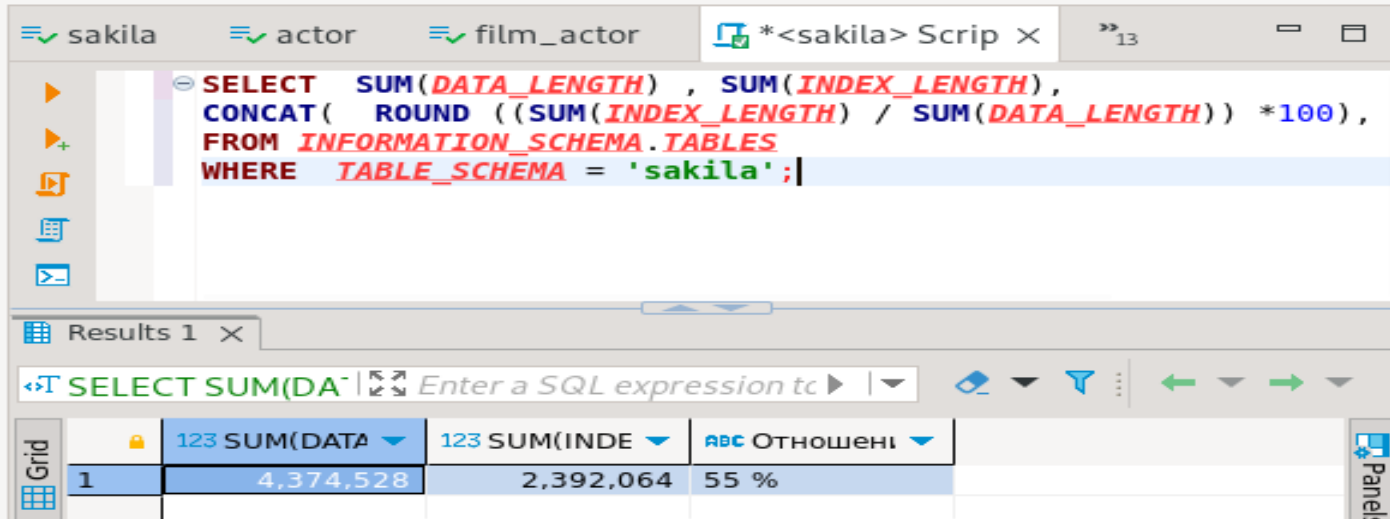 sakila actor film_actor *<sakila> Scrip 13
SELECT SUM(DATA_LENGTH) , SUM(INDEX_LENGTH),
CONCAT( ROUND ((SUM(INDEX_LENGTH) / SUM(DATA_LENGTH)) *100),
FROM INFORMATION_SCHEMA.TABLES
WHERE TABLE_SCHEMA = 'sakila';
Results 1
SELECT SUM(DA Enter a SQL expression to
Grid
123 SUM(DATA 123 SUM(INDE ABC Отношени
1 4,374,528 2,392,064 55 %
Panels